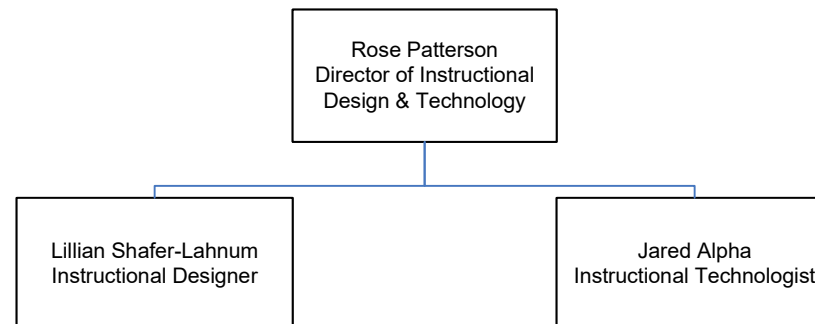 Rose Patterson
Director of Instructional
Design & Technology
Lillian Shafer-Lahnum
Instructional Designer
Jared Alpha
Instructional Technologist